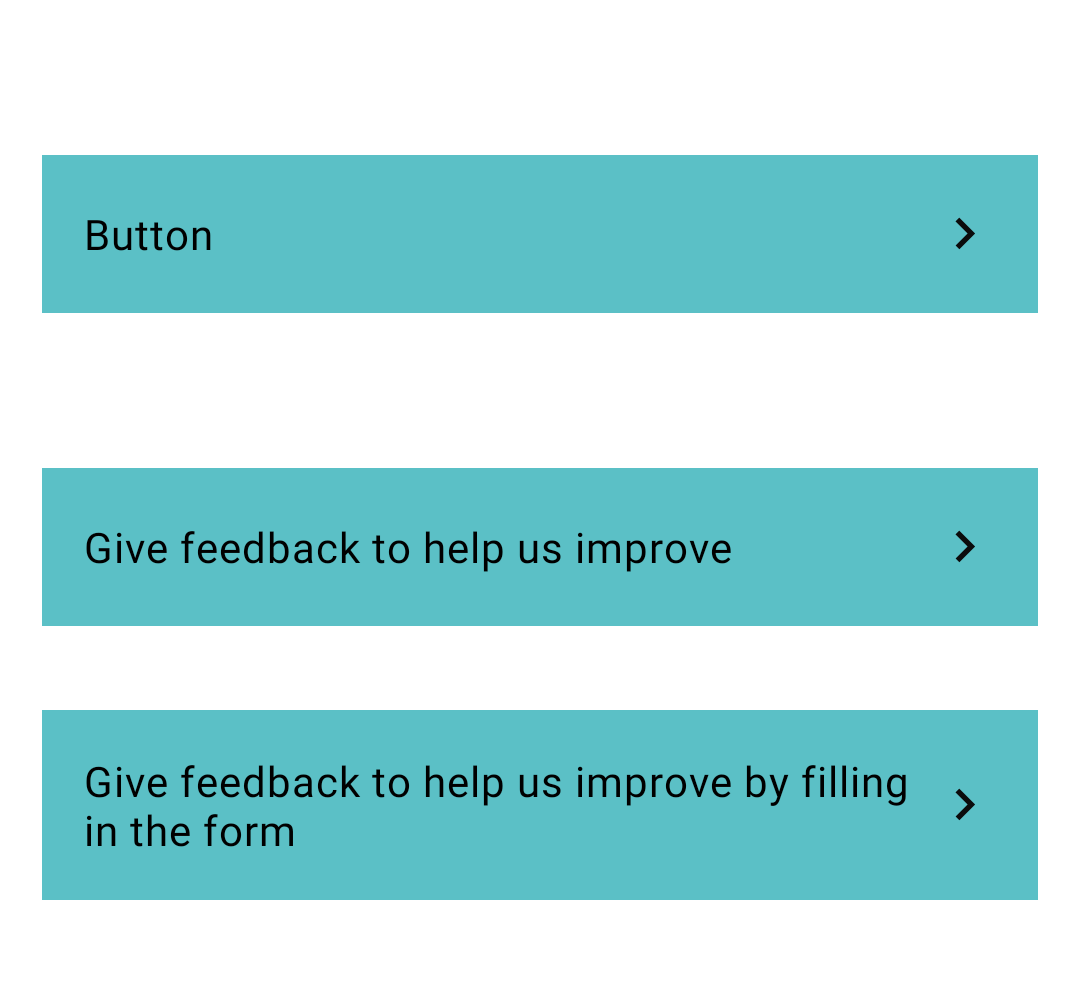 Button
Give feedback to help us improve
Give feedback to help us improve by filling
in the form